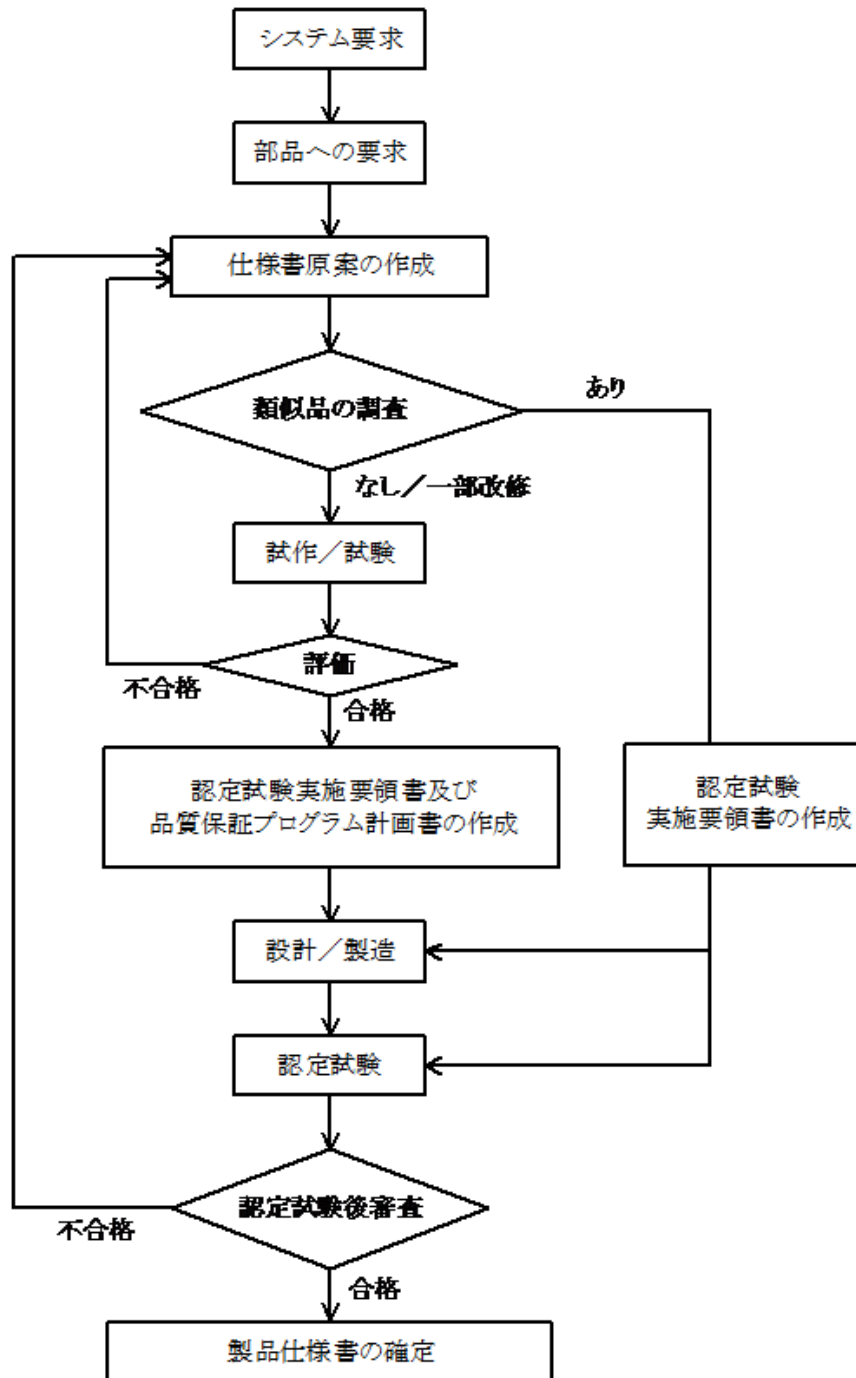 システム要求
部品への要求
仕様書原案の作成
類似品の調査
あり
なし／一部改修
試作／試験
評価
不合格
合格
認定試験実施要領書及び
品質保証プログラム計画書の作成
認定試験
実施要領書の作成
設計／製造
認定試験
認定試験後審査
不合格
合格
製品仕様書の確定